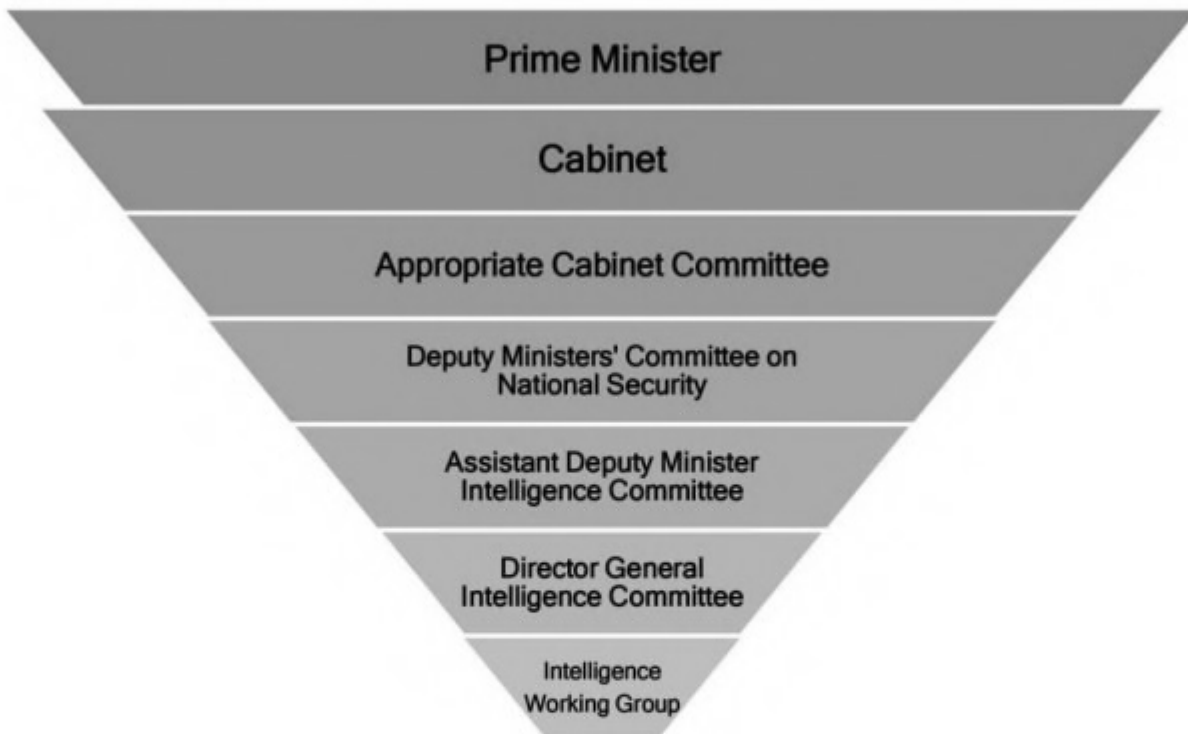 Prime Minister
Cabinet
Appropriate Cabinet Committee
Deputy Ministers' Committee on
National Security
Assistant Deputy Minister
Intelligence Committee
Director General
Intelligence Committee
Intelligence
Working Group